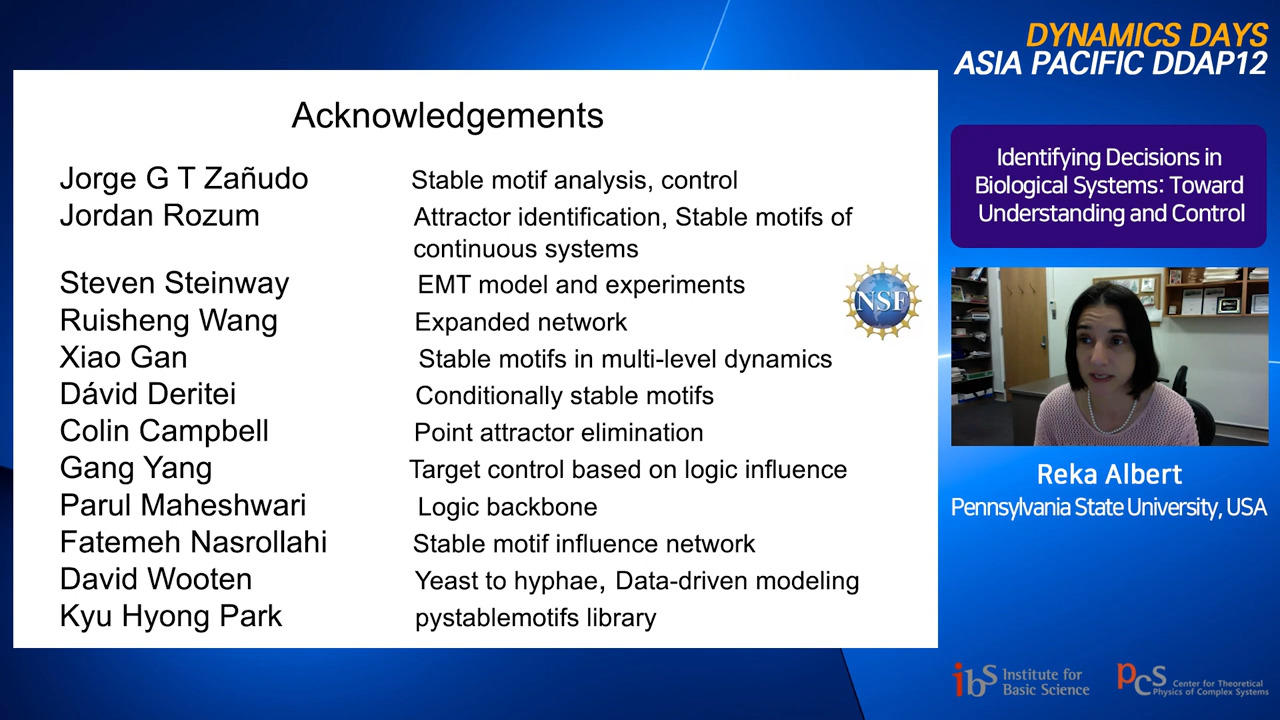 DYNAMICS DAYS
ASIA PACIFIC DDAP12
Acknowledgements
Jorge G T Zañudo Stable motif analysis, control
Jordan Rozum Attractor identification, Stable motifs of
continuous systems
Steven Steinway EMT model and experiments
Ruisheng Wang Expanded network
Xiao Gan Stable motifs in multi-level dynamics
Dávid Deritei Conditionally stable motifs
Colin Campbell Point attractor elimination
Gang Yang Target control based on logic influence
Parul Maheshwari Logic backbone
Fatemeh Nasrollahi Stable motif influence network
David Wooten Yeast to hyphae, Data-driven modeling
Kyu Hyong Park pystablemotifs library
NSF
Identifying Decisions in
Biological Systems: Toward
Understanding and Control
Reka Albert
Pennsylvania State University, USA
ibS Institute for
Basic Science
PCS Center for Theoretical
Physics of Complex Systems